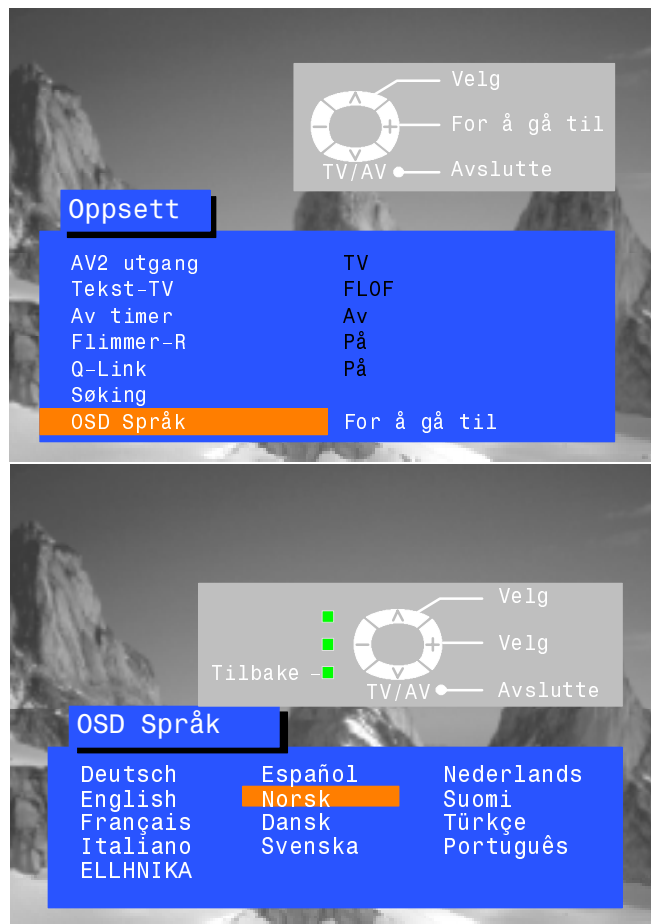 Velg
For å gå til
TV/AV Avslutte
Oppsett
AV2 utgang TV
Tekst-TV FLOF
Av timer Av
Flimmer-R På
Q-Link På
Søking
OSD Språk For å gå til
Velg
Velg
Tilbake
TV/AV Avslutte
OSD Språk
Deutsch Español Nederlands
English Norsk Suomi
Français Dansk Türkçe
Italiano Svenska Português
ELLHNIKA